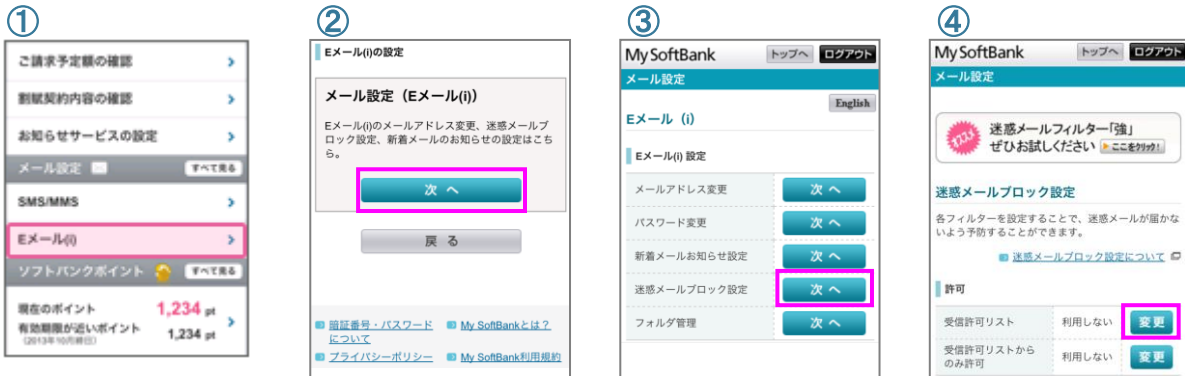 ①
ご請求予定額の確認
割賦契約内容の確認
お知らせサービスの設定
メール設定 すべて見る
SMS/MMS
Eメール(i)
ソフトバンクポイント すべて見る
現在のポイント 1,234 pt
有効期限が近いポイント 1,234 pt
(2013年10月終日)
②
Eメール(i)の設定
メール設定（Eメール(i)）
Eメール(i)のメールアドレス変更、迷惑メールブ
ロック設定、新着メールのお知らせの設定はこち
ら。
次 へ
戻 る
暗証番号・パスワード
について
My SoftBankとは？
プライバシーポリシー
My SoftBank利用規約
③
My SoftBank トップへ ログアウト
メール設定
English
Eメール（i）
Eメール(i) 設定
メールアドレス変更 次 へ
パスワード変更 次 へ
新着メールお知らせ設定 次 へ
迷惑メールブロック設定 次 へ
フォルダ管理 次 へ
④
My SoftBank トップへ ログアウト
メール設定
オススメ
迷惑メールフィルター「強」
ぜひお試しください ここをクリック!
迷惑メールブロック設定
各フィルターを設定することで、迷惑メールが届かな
いよう予防することができます。
迷惑メールブロック設定について
許可
受信許可リスト 利用しない 変更
受信許可リストから
のみ許可 利用しない 変更